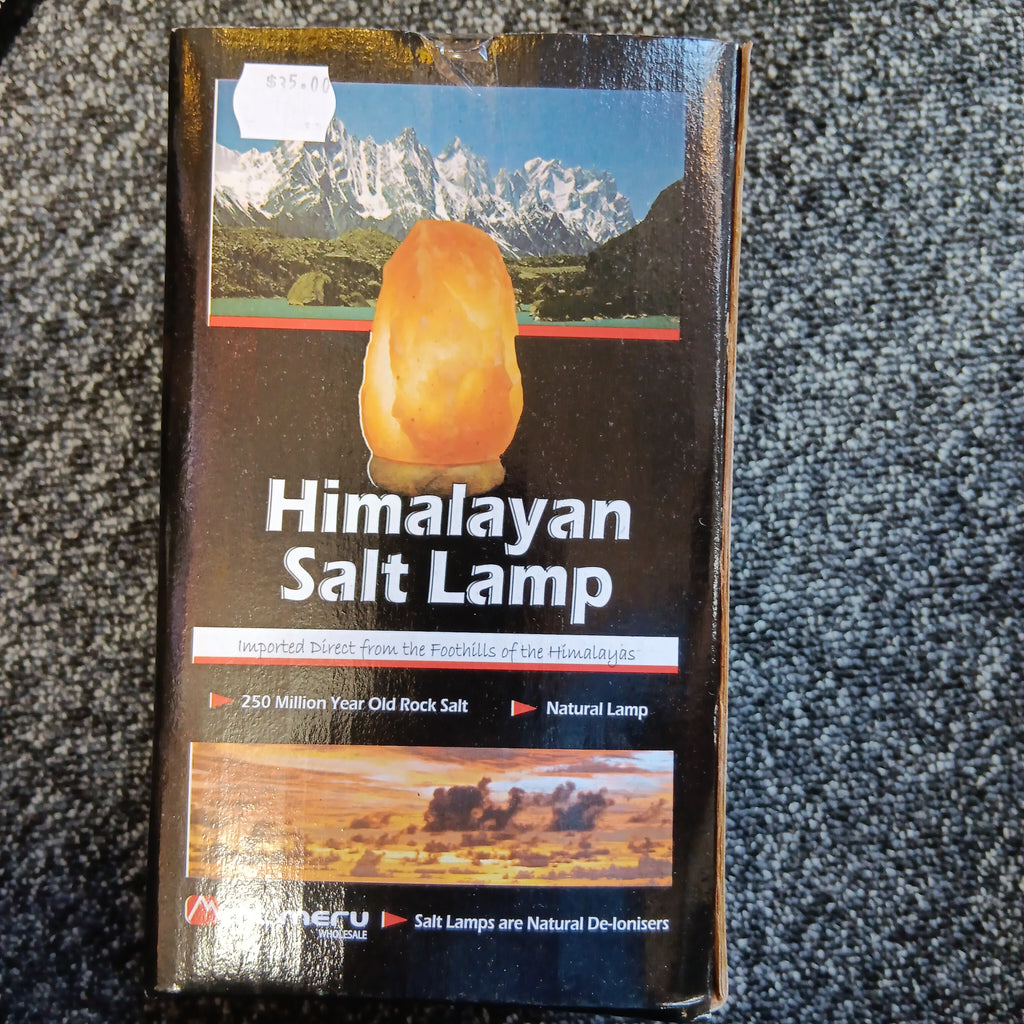 $35.00
Himalayan
Salt Lamp
Imported Direct from the Foothills of the Himalayas
250 Million Year Old Rock Salt
Natural Lamp
meru
WHOLESALE
Salt Lamps are Natural De-Ionisers